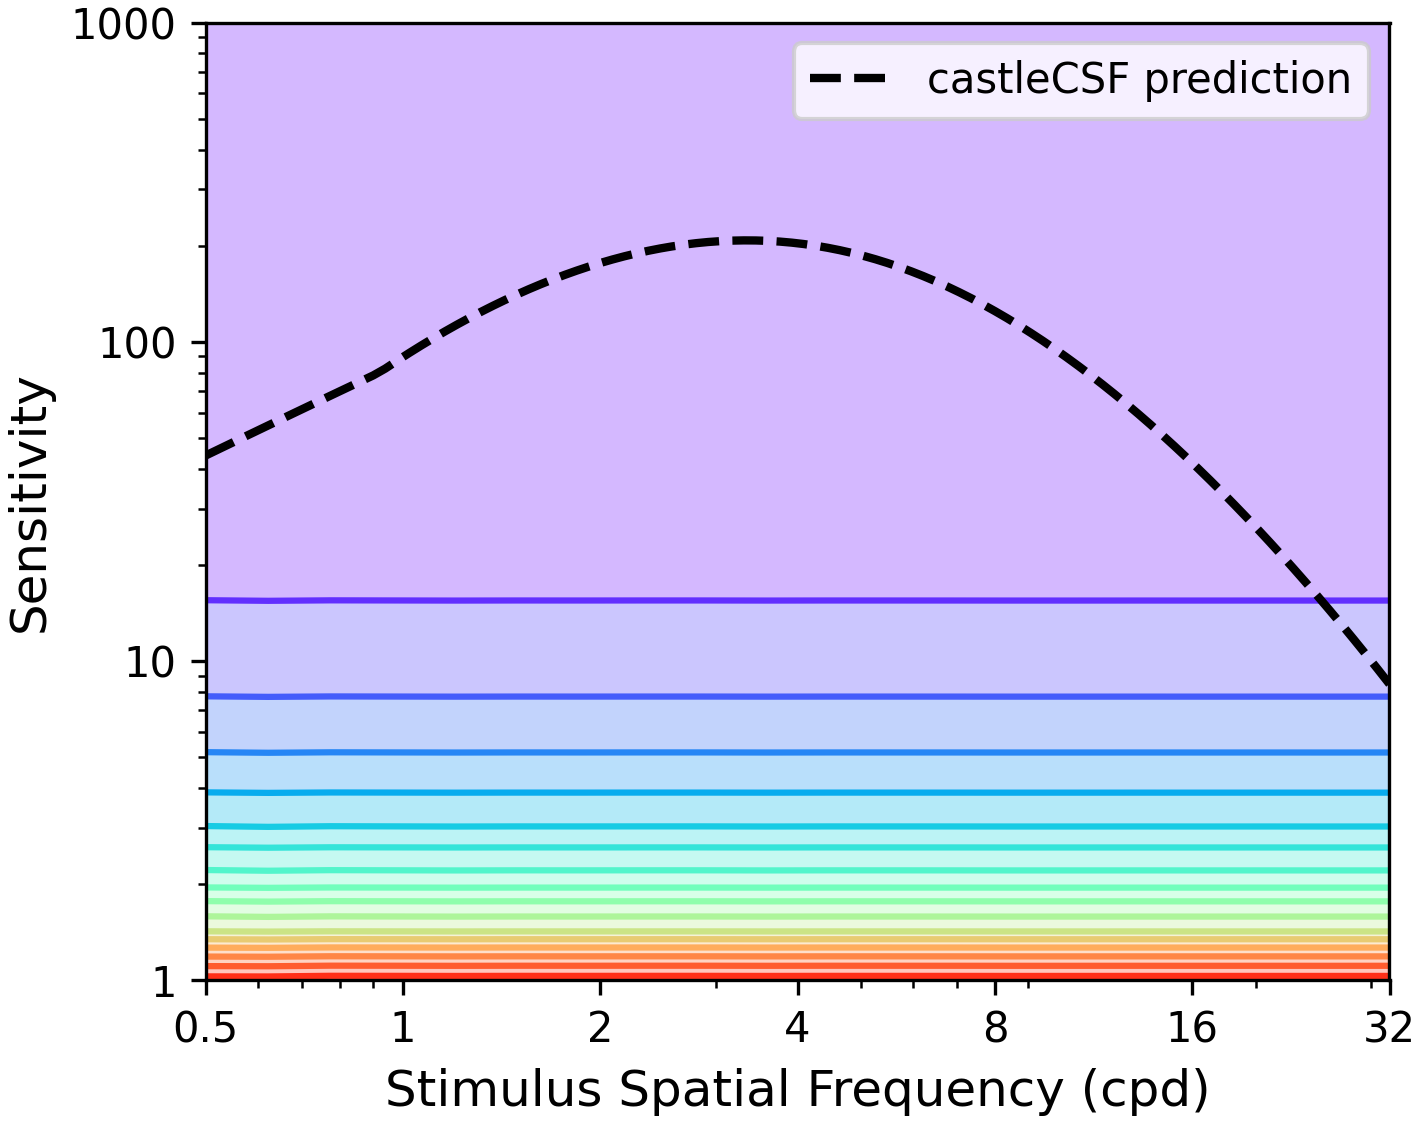 1000
castleCSF prediction
100
Sensitivity
10
1
0.5 1 2 4 8 16 32
Stimulus Spatial Frequency (cpd)